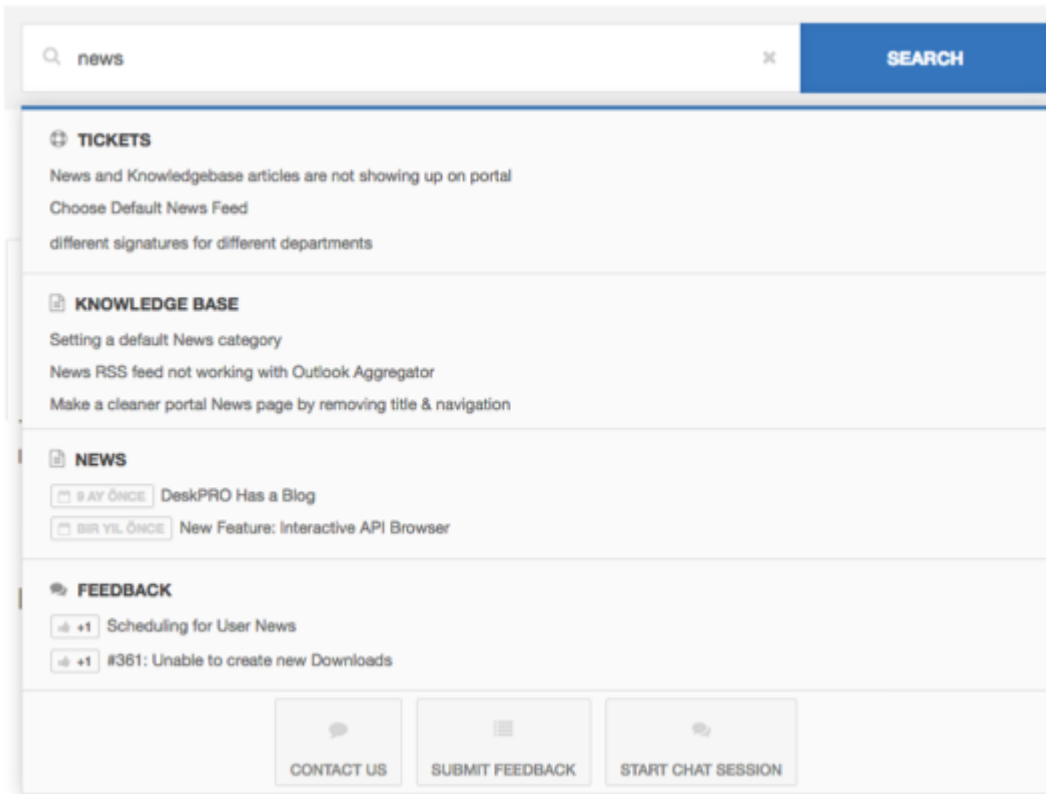 news
SEARCH
TICKETS
News and Knowledgebase articles are not showing up on portal
Choose Default News Feed
different signatures for different departments
KNOWLEDGE BASE
Setting a default News category
News RSS feed not working with Outlook Aggregator
Make a cleaner portal News page by removing title & navigation
NEWS
9 AY ÖNCE DeskPRO Has a Blog
BIR YIL ÖNCE New Feature: Interactive API Browser
FEEDBACK
+1 Scheduling for User News
+1 #361: Unable to create new Downloads
CONTACT US
SUBMIT FEEDBACK
START CHAT SESSION